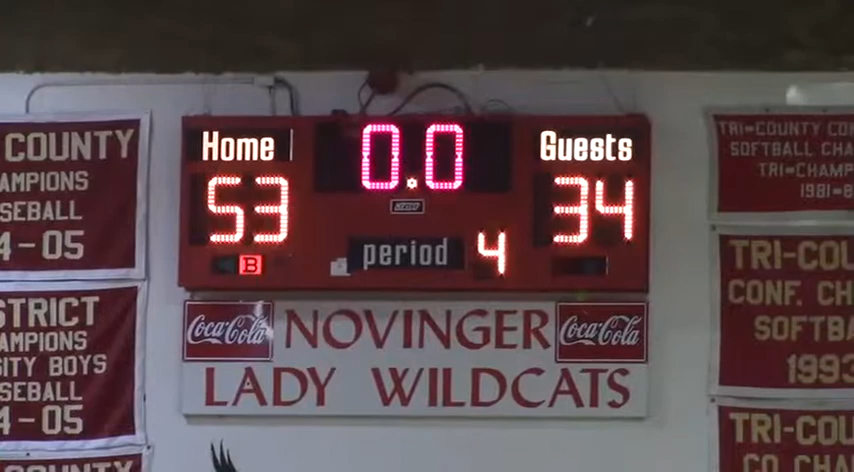 COUNTY
AMPIONS
SEBALL
4-05
STRICT
AMPIONS
SITY BOYS
SEBALL
4-05
COUNTY
Home
53
B
0.0
period
4
Guests
34
Coca-Cola
NOVINGER
Coca-Cola
LADY WILDCATS
TRI-COUNTY CON
SOFTBALL CHA
TRI-CHAMP
1981-8
TRI-COU
CONF. CH
SOFTBA
1993
TRI-COU
CO CHA